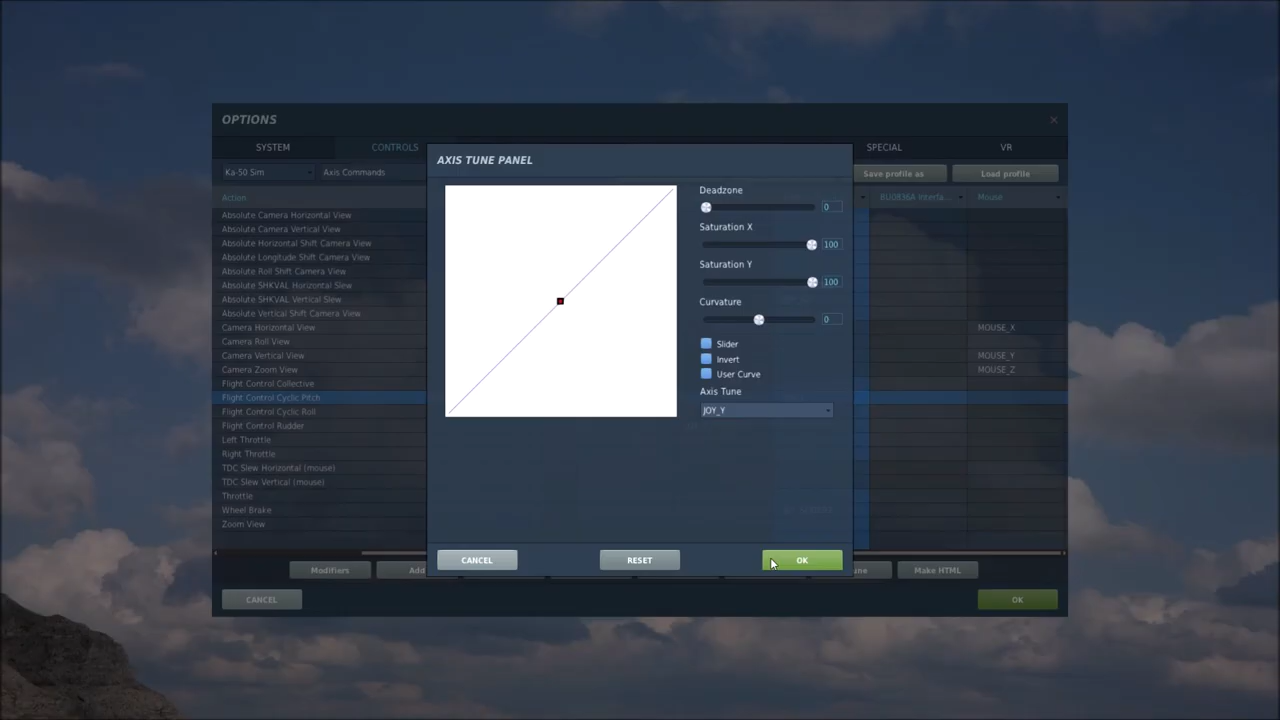 OPTIONS
SYSTEM CONTROLS SPECIAL VR
AXIS TUNE PANEL
Ka-50 Sim Axis Commands Save profile as Load profile
Action BU0836A Interfa... Mouse
Absolute Camera Horizontal View
Absolute Camera Vertical View
Absolute Horizontal Shift Camera View
Absolute Longitude Shift Camera View
Absolute Roll Shift Camera View
Absolute SHKVAL Horizontal Slew
Absolute SHKVAL Vertical Slew
Absolute Vertical Shift Camera View
Camera Horizontal View MOUSE_X
Camera Roll View
Camera Vertical View MOUSE_Y
Camera Zoom View MOUSE_Z
Flight Control Collective
Flight Control Cyclic Pitch
Flight Control Cyclic Roll
Flight Control Rudder
Left Throttle
Right Throttle
TDC Slew Horizontal (mouse)
TDC Slew Vertical (mouse)
Throttle
Wheel Brake
Zoom View
Deadzone
0
Saturation X
100
Saturation Y
100
Curvature
0
Slider
Invert
User Curve
Axis Tune
JOY_Y
CANCEL RESET OK
Modifiers Add une Make HTML
CANCEL OK